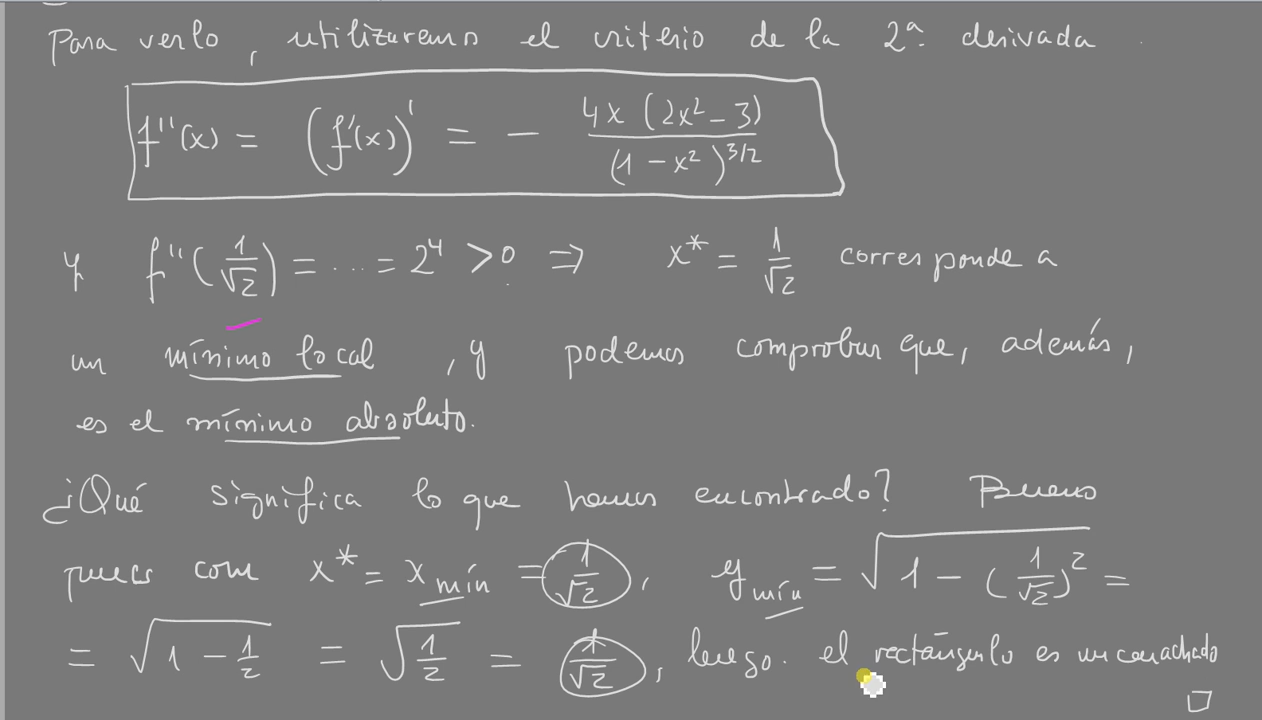 Para verlo, utilizaremos el criterio de la 2ª derivada
f''(x) = (f'(x))' = - 4x (2x² - 3) / (1 - x²)^3/2
y f''(1/√2) = ... = 2⁴ > 0 ⇒ x* = 1/√2 corresponde a
un mínimo local, y podemos comprobar que, además,
es el mínimo absoluto.
¿Qué significa lo que hemos encontrado? Bueno
pues como x* = x mín = 1/√2, y mín = √(1 - (1/√2)²) =
= √(1 - 1/2) = √(1/2) = 1/√2, luego el rectángulo es un cuadrado
□